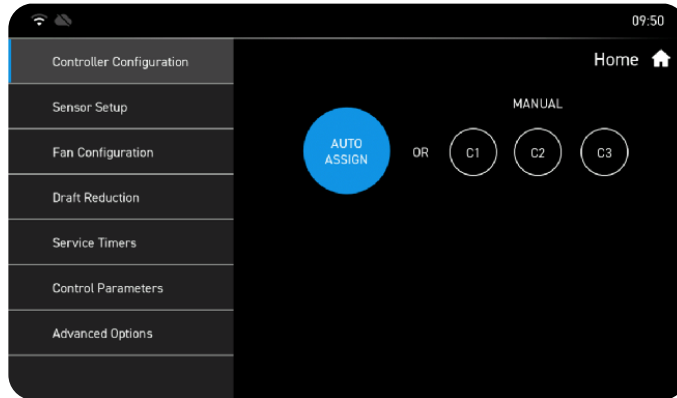 09:50
Controller Configuration
Home
Sensor Setup
MANUAL
Fan Configuration
AUTO
ASSIGN
OR
C1
C2
C3
Draft Reduction
Service Timers
Control Parameters
Advanced Options